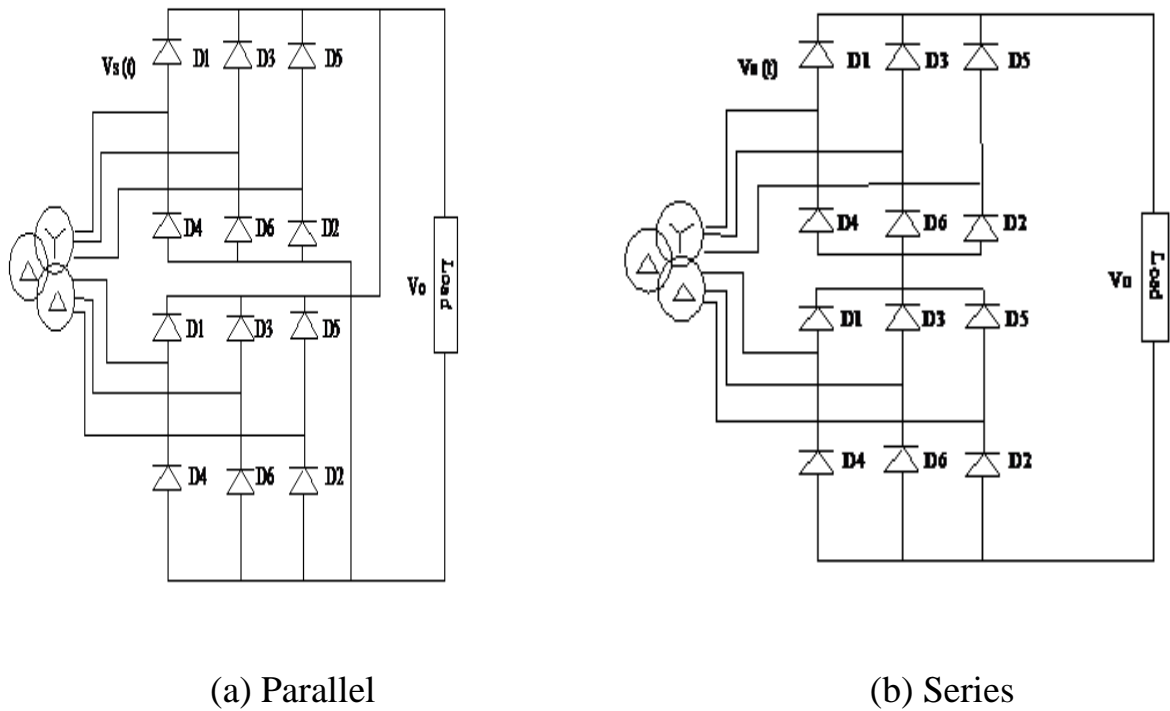 Vs (t)
D1 D3 D5
D4 D6 D2
Vo
Load
D1 D3 D5
D4 D6 D2
(a) Parallel
D1 D3 D5
D4 D6 D2
Load
D1 D3 D5
D4 D6 D2
(b) Series